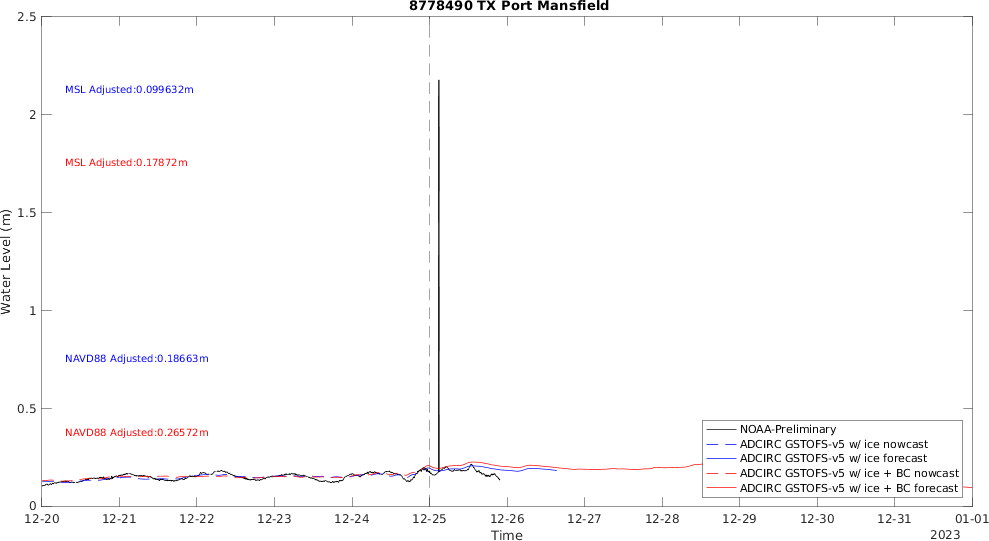 8778490 TX Port Mansfield
2.5
2
1.5
1
0.5
0
Water Level (m)
MSL Adjusted:0.099632m
MSL Adjusted:0.17872m
NAVD88 Adjusted:0.18663m
NAVD88 Adjusted:0.26572m
NOAA-Preliminary
ADCIRC GSTOFS-v5 w/ ice nowcast
ADCIRC GSTOFS-v5 w/ ice forecast
ADCIRC GSTOFS-v5 w/ ice + BC nowcast
ADCIRC GSTOFS-v5 w/ ice + BC forecast
12-20 12-21 12-22 12-23 12-24 12-25 12-26 12-27 12-28 12-29 12-30 12-31 01-01
Time
2023